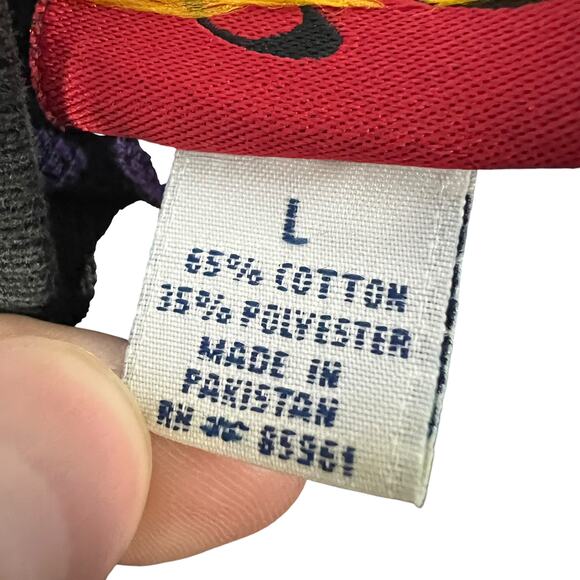 L
65% COTTON
35% POLYESTER
MADE IN
PAKISTAN
RN # 85961